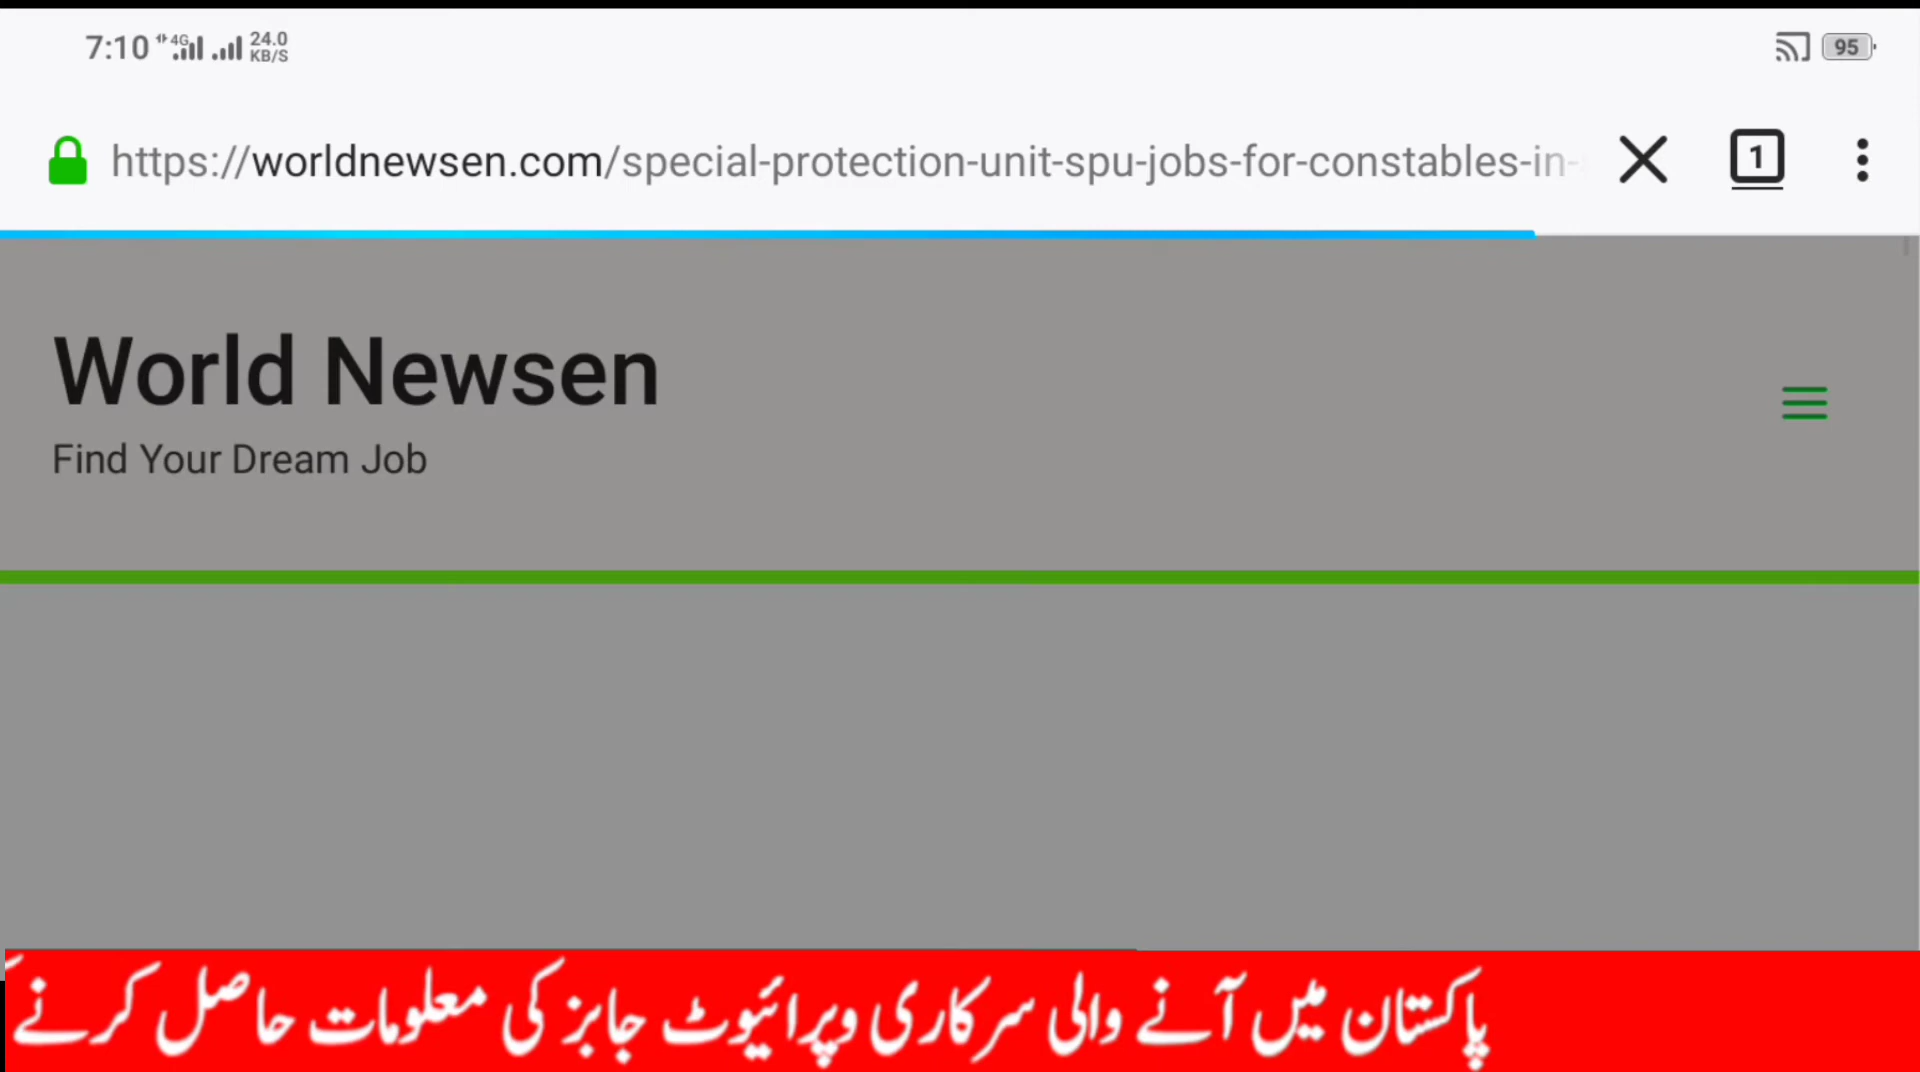 7:10 4G 24.0 KB/S 95
https://worldnewsen.com/special-protection-unit-spu-jobs-for-constables-in- 1
World Newsen
Find Your Dream Job
پاکستان میں آنے والی سرکاری وپرائیوٹ جابز کی معلومات حاصل کرنے